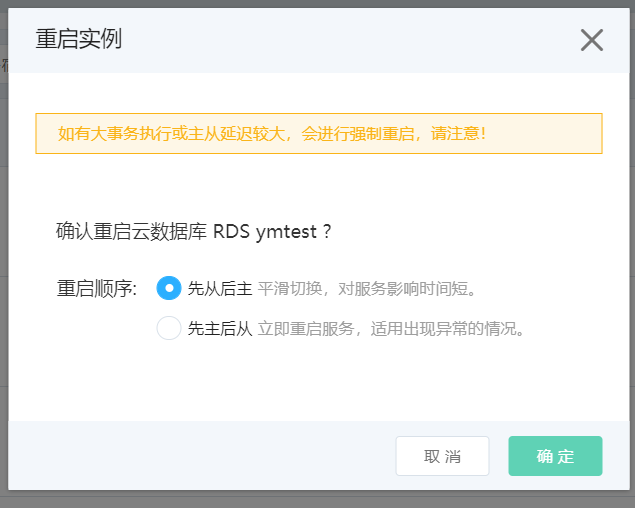 重启实例
如有大事务执行或主从延迟较大，会进行强制重启，请注意！
确认重启云数据库 RDS ymtest ?
重启顺序: 先从后主 平滑切换，对服务影响时间短。
先主后从 立即重启服务，适用出现异常的情况。
取 消 确 定